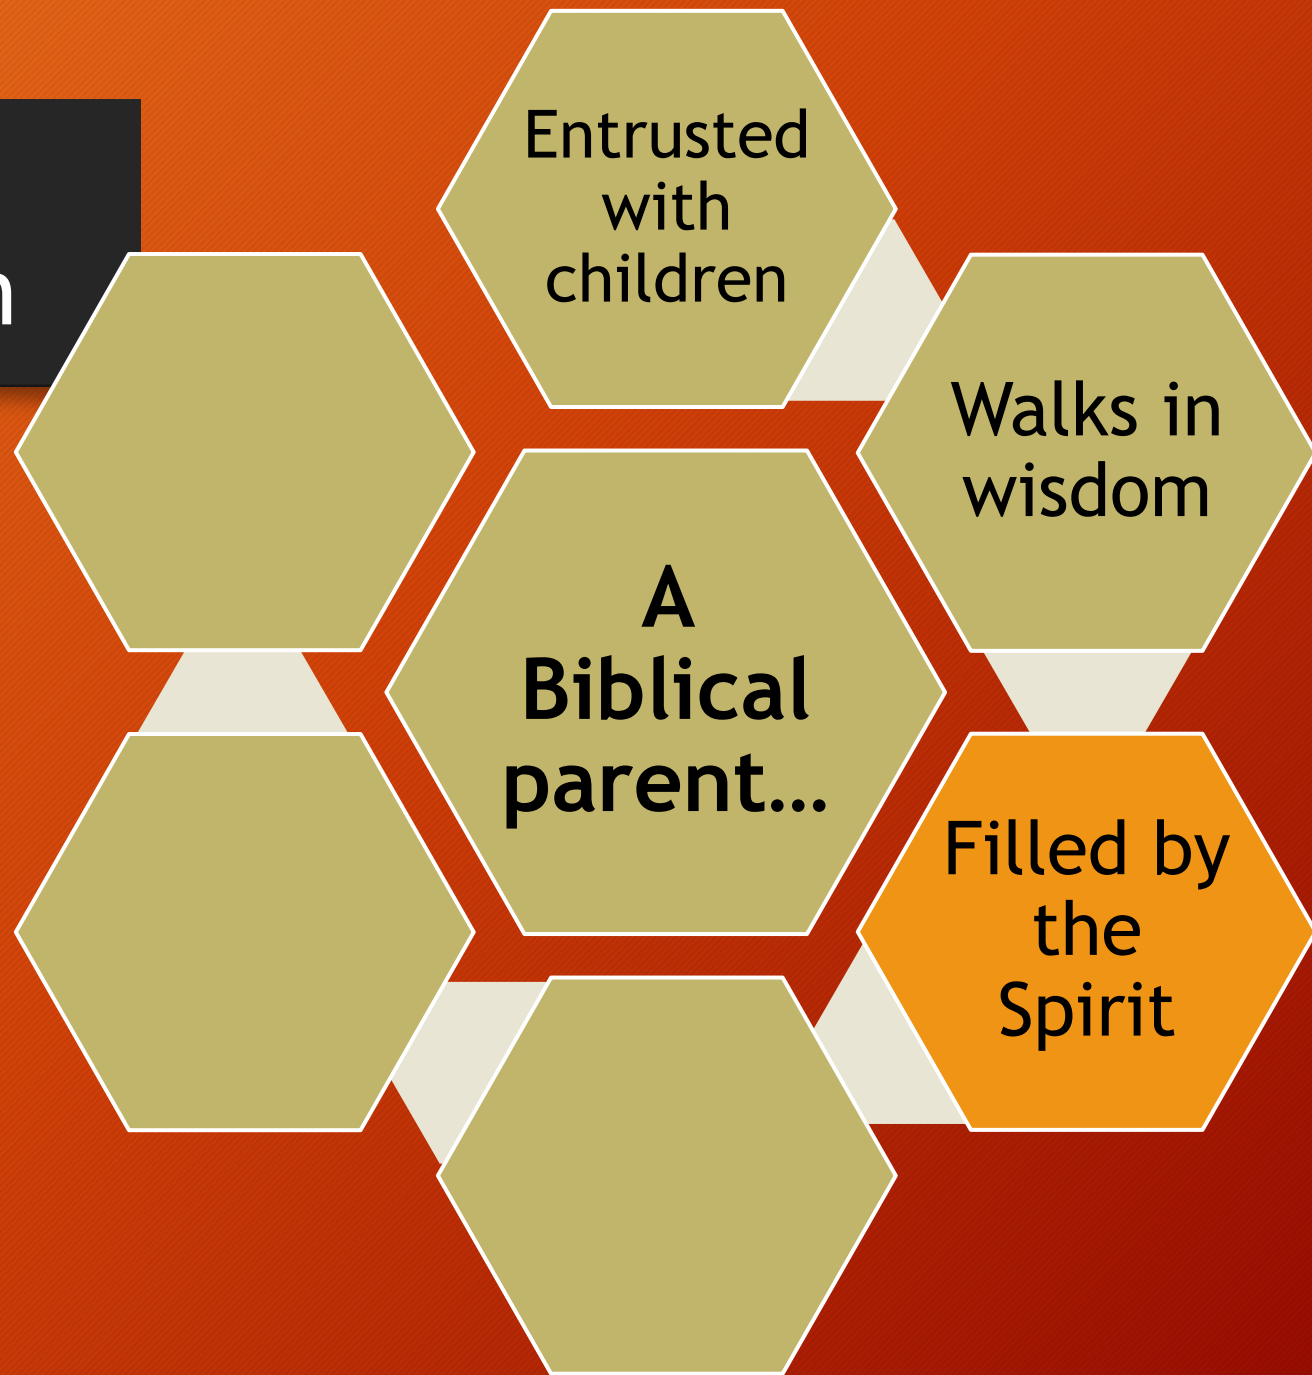 Entrusted
with
children
Walks in
wisdom
A
Biblical
parent…
Filled by
the
Spirit